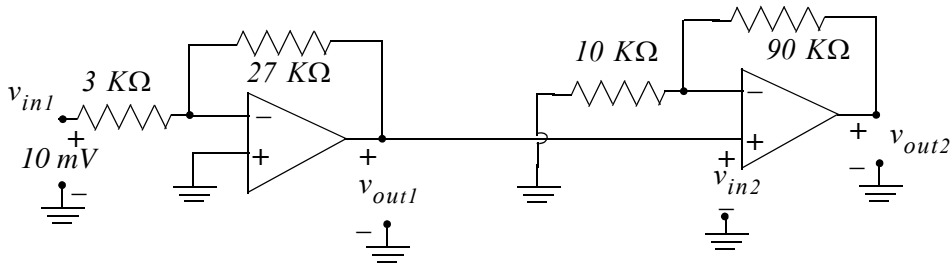 3 KΩ
27 KΩ
10 KΩ
90 KΩ
v_in1
+
10 mV
−
−
+
+
v_out1
−
−
+
+
v_in2
−
+
v_out2
−